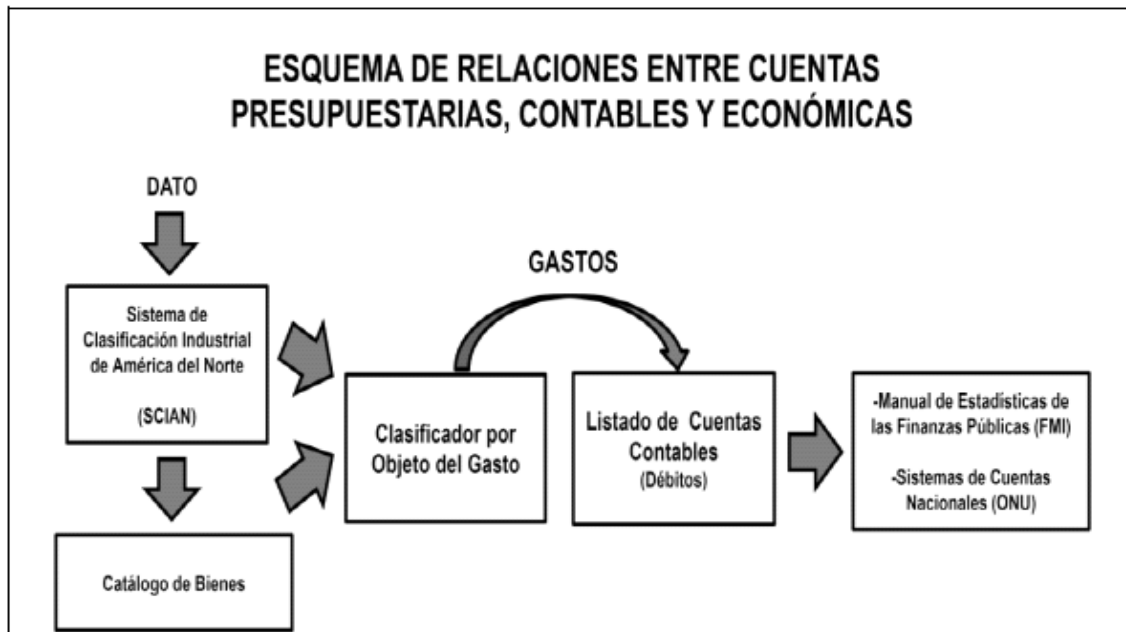 ESQUEMA DE RELACIONES ENTRE CUENTAS
PRESUPUESTARIAS, CONTABLES Y ECONÓMICAS
DATO
Sistema de
Clasificación Industrial
de América del Norte
(SCIAN)
Catálogo de Bienes
GASTOS
Clasificador por
Objeto del Gasto
Listado de Cuentas
Contables
(Débitos)
-Manual de Estadísticas de
las Finanzas Públicas (FMI)
-Sistemas de Cuentas
Nacionales (ONU)